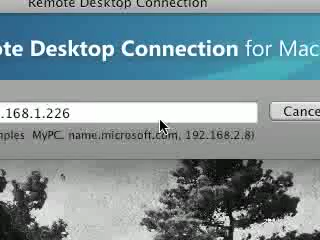 Remote Desktop Connection
ote Desktop Connection for Mac
.168.1.226
Cance
mples MyPC, name.microsoft.com, 192.168.2.8)